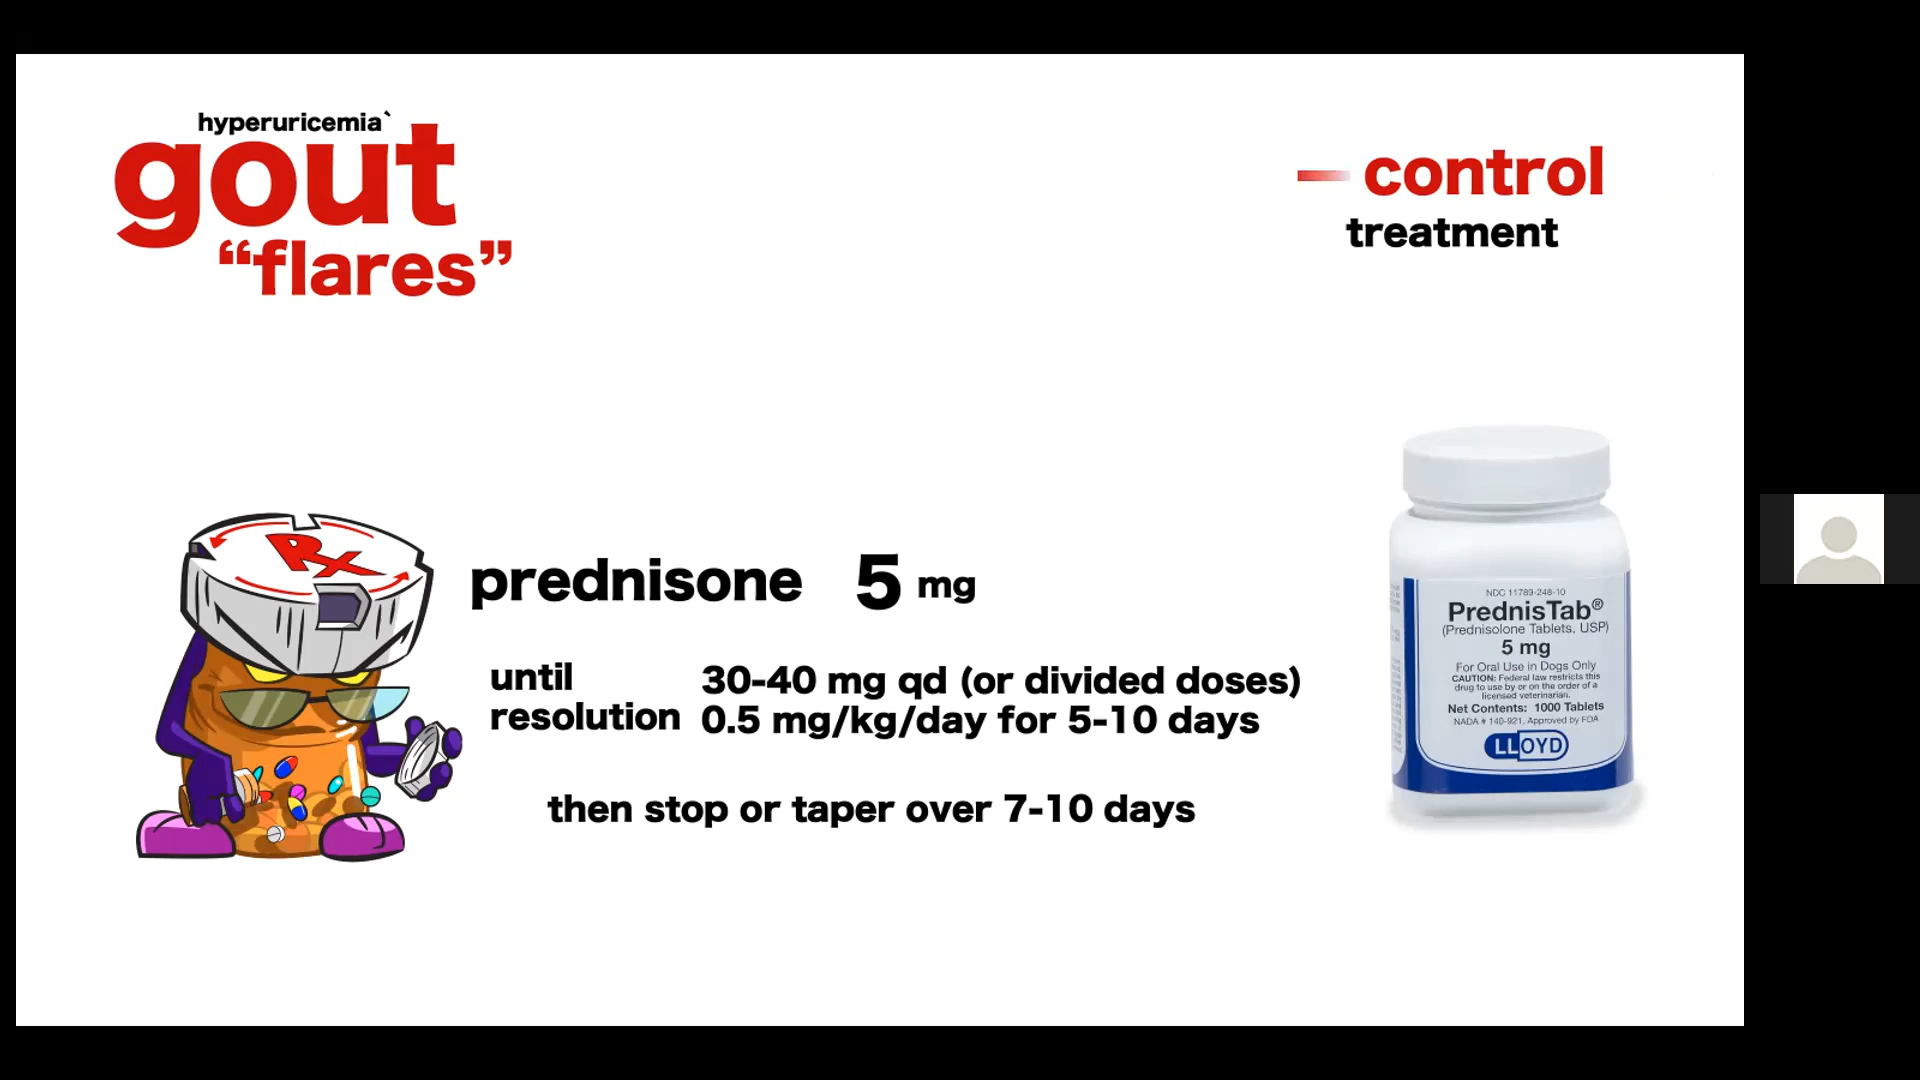 hyperuricemia`
gout
“flares”
control
treatment
Rx
prednisone 5 mg
until
resolution
30-40 mg qd (or divided doses)
0.5 mg/kg/day for 5-10 days
then stop or taper over 7-10 days
NDC 11789-248-10
PrednisTab®
(Prednisolone Tablets, USP)
5 mg
For Oral Use in Dogs Only
CAUTION: Federal law restricts this
drug to use by or on the order of a
licensed veterinarian.
Net Contents: 1000 Tablets
NADA # 140-921, Approved by FDA
LLOYD